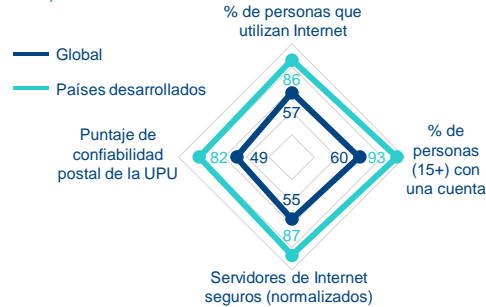 % de personas que
utilizan Internet
Global
Países desarrollados
86
57
Puntaje de
confiabilidad
postal de la UPU
82
49
60
93
% de
personas
(15+) con
una cuenta
55
87
Servidores de Internet
seguros (normalizados)